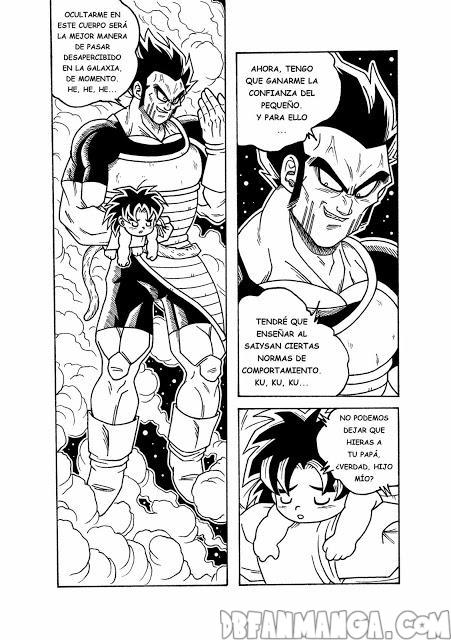 OCULTARME EN
ESTE CUERPO SERÁ
LA MEJOR MANERA
DE PASAR
DESAPERCIBIDO
EN LA GALAXIA,
DE MOMENTO.
HE, HE, HE...
AHORA, TENGO
QUE GANARME LA
CONFIANZA DEL
PEQUEÑO.
Y PARA ELLO
...
TENDRÉ QUE
ENSEÑAR AL
SAIYSAN CIERTAS
NORMAS DE
COMPORTAMIENTO.
KU, KU, KU...
NO PODEMOS
DEJAR QUE
HIERAS A
TU PAPÁ,
¿VERDAD, HIJO
MÍO?
DBFANMANGA.COM